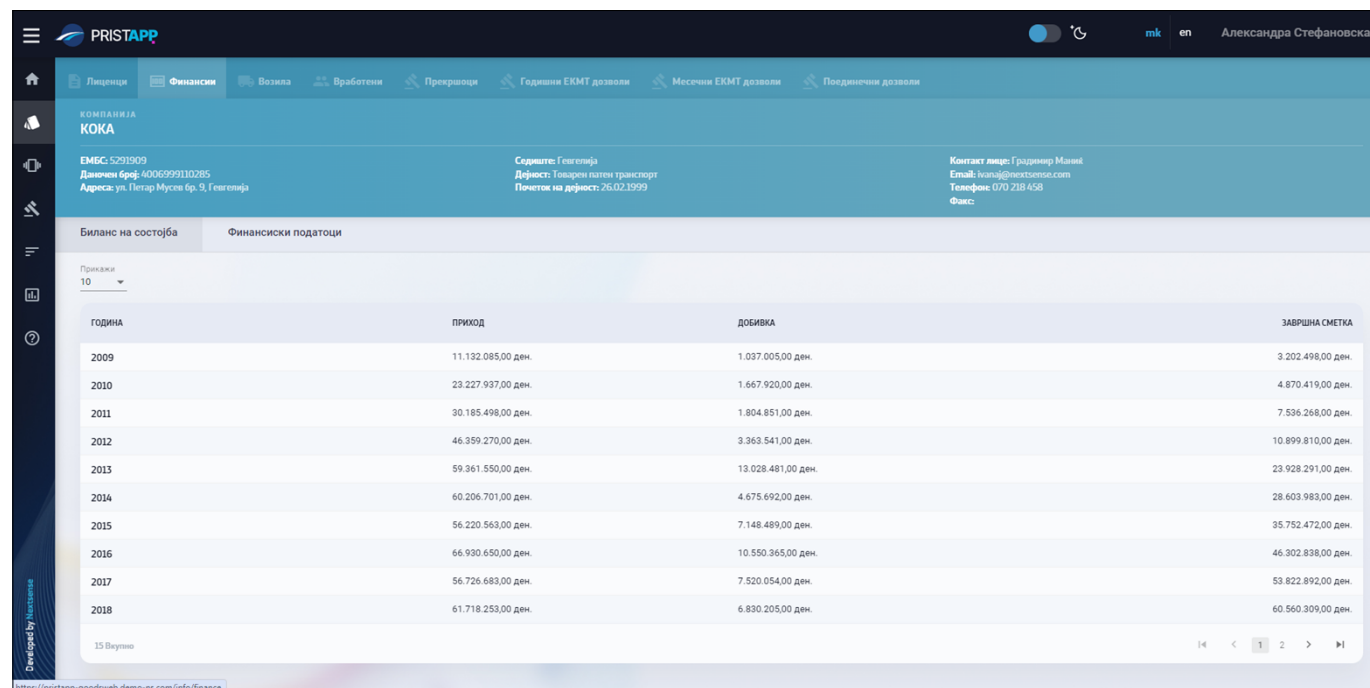 PRISTAPP
mk en Александра Стефановска
Лиценци Финансии Возила Вработени Прекршоци Годишни ЕКМТ дозволи Месечни ЕКМТ дозволи Поединечни дозволи
КОМПАНИЈА
КОКА
ЕМБС: 5291909 Седиште: Гевгелија Контакт лице: Градимир Маниќ
Даночен број: 4006999110285 Дејност: Товарен патен транспорт Email: ivanaj@nextsense.com
Адреса: ул. Петар Мусев бр. 9, Гевгелија Почеток на дејност: 26.02.1999 Телефон: 070 218 458
Факс:
Биланс на состојба Финансиски податоци
Прикажи
10
ГОДИНА ПРИХОД ДОБИВКА ЗАВРШНА СМЕТКА
2009 11.132.085,00 ден. 1.037.005,00 ден. 3.202.498,00 ден.
2010 23.227.937,00 ден. 1.667.920,00 ден. 4.870.419,00 ден.
2011 30.185.498,00 ден. 1.804.851,00 ден. 7.536.268,00 ден.
2012 46.359.270,00 ден. 3.363.541,00 ден. 10.899.810,00 ден.
2013 59.361.550,00 ден. 13.028.481,00 ден. 23.928.291,00 ден.
2014 60.206.701,00 ден. 4.675.692,00 ден. 28.603.983,00 ден.
2015 56.220.563,00 ден. 7.148.489,00 ден. 35.752.472,00 ден.
2016 66.930.650,00 ден. 10.550.365,00 ден. 46.302.838,00 ден.
2017 56.726.683,00 ден. 7.520.054,00 ден. 53.822.892,00 ден.
2018 61.718.253,00 ден. 6.830.205,00 ден. 60.560.309,00 ден.
15 Вкупно 1 2
Developed by Nextsense
https://pristapp-goodsweb.demo-ns.com/info/finance